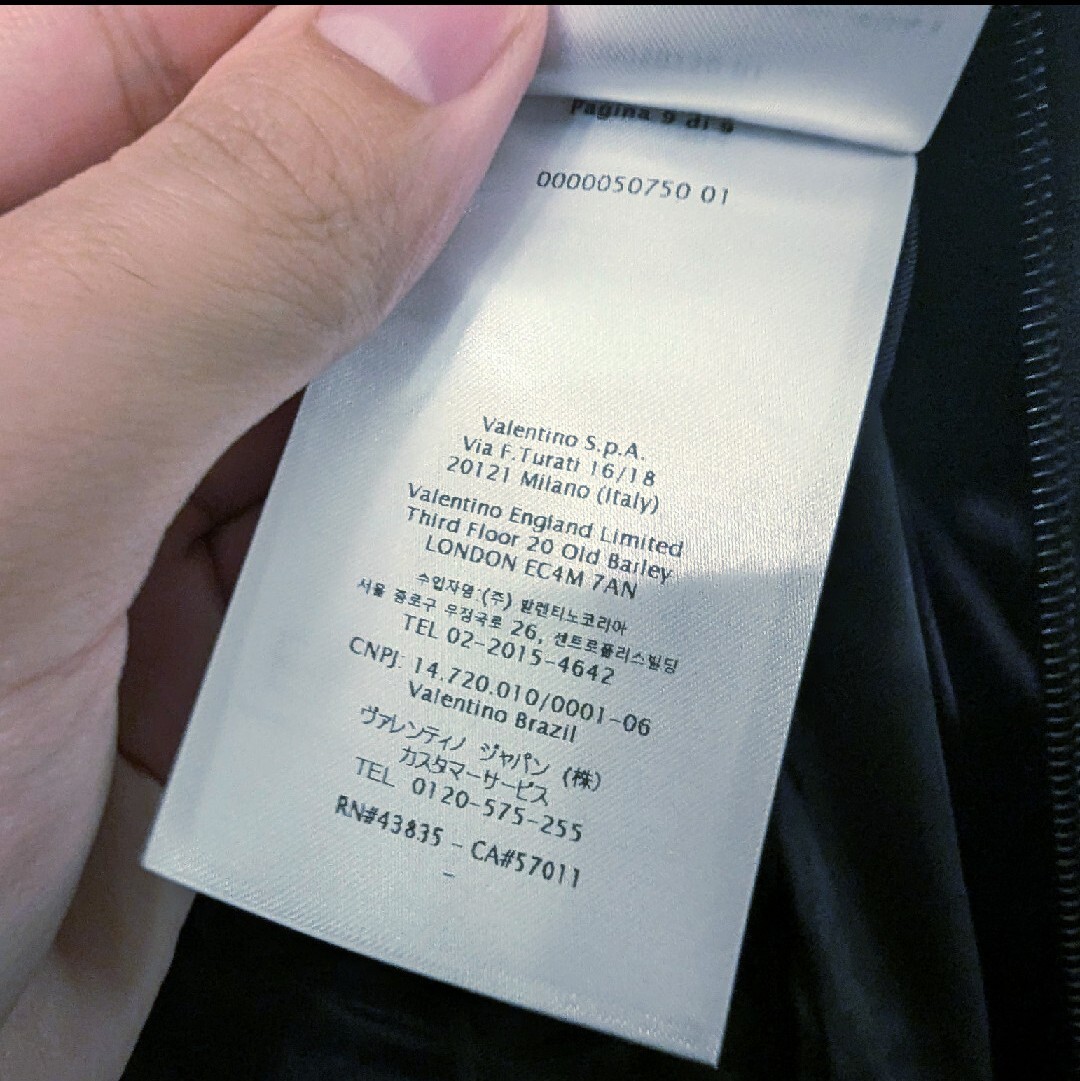 Pagina 9 di 9
0000050750 01
Valentino S.p.A.
Via F.Turati 16/18
20121 Milano (Italy)
Valentino England Limited
Third Floor 20 Old Barley
LONDON EC4M 7AN
수입자명:(주) 발렌티노코리아
서울 종로구 우정국로 26, 센트로폴리스빌딩
TEL 02-2015-4642
CNPJ: 14.720.010/0001-06
Valentino Brazil
ヴァレンティノ ジャパン (株)
カスタマーサービス
TEL 0120-575-255
RN#43835 - CA#57011
-